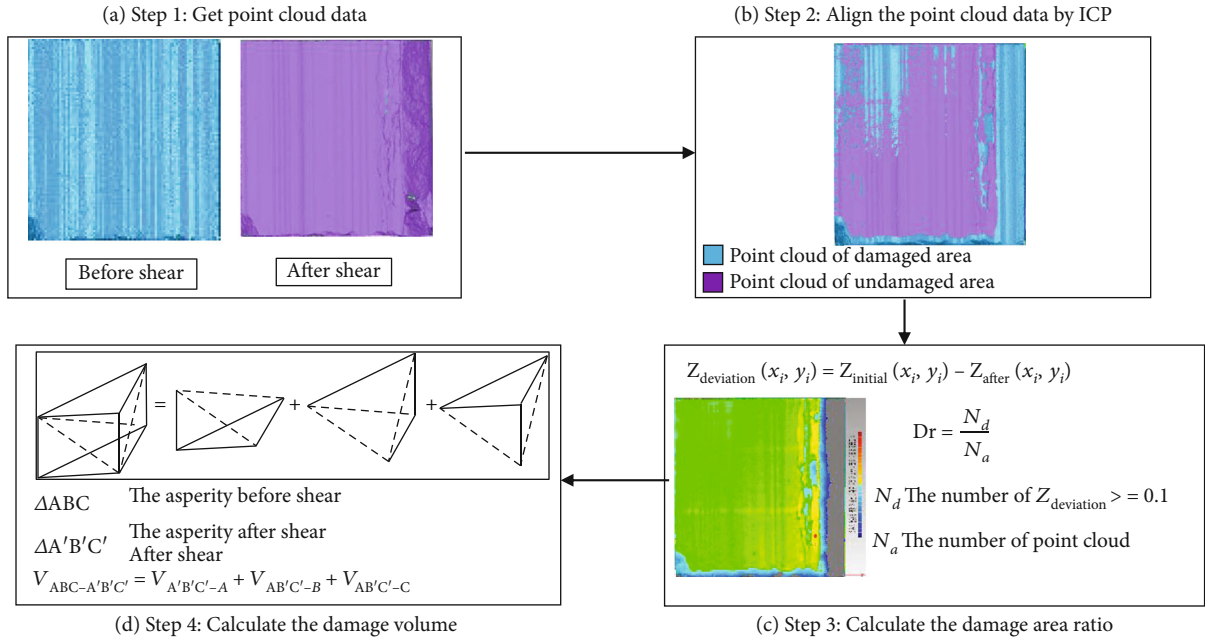 (a) Step 1: Get point cloud data
Before shear
After shear
(b) Step 2: Align the point cloud data by ICP
Point cloud of damaged area
Point cloud of undamaged area
Z_deviation (x_i, y_i) = Z_initial (x_i, y_i) – Z_after (x_i, y_i)
Dr = N_d / N_a
N_d The number of Z_deviation > = 0.1
N_a The number of point cloud
(c) Step 3: Calculate the damage area ratio
= + +
ΔABC The asperity before shear
ΔA′B′C′ The asperity after shear
After shear
V_ABC–A′B′C′ = V_A′B′C′–A + V_AB′C′–B + V_AB′C′–C
(d) Step 4: Calculate the damage volume